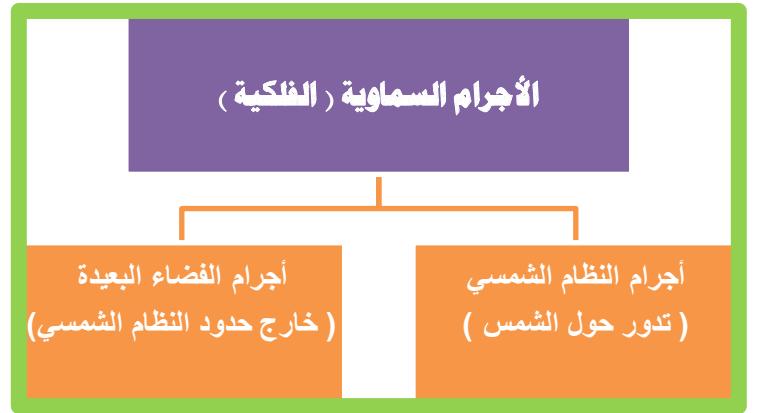 الأجرام السماوية ( الفلكية )
أجرام النظام الشمسي
( تدور حول الشمس )
أجرام الفضاء البعيدة
( خارج حدود النظام الشمسي)